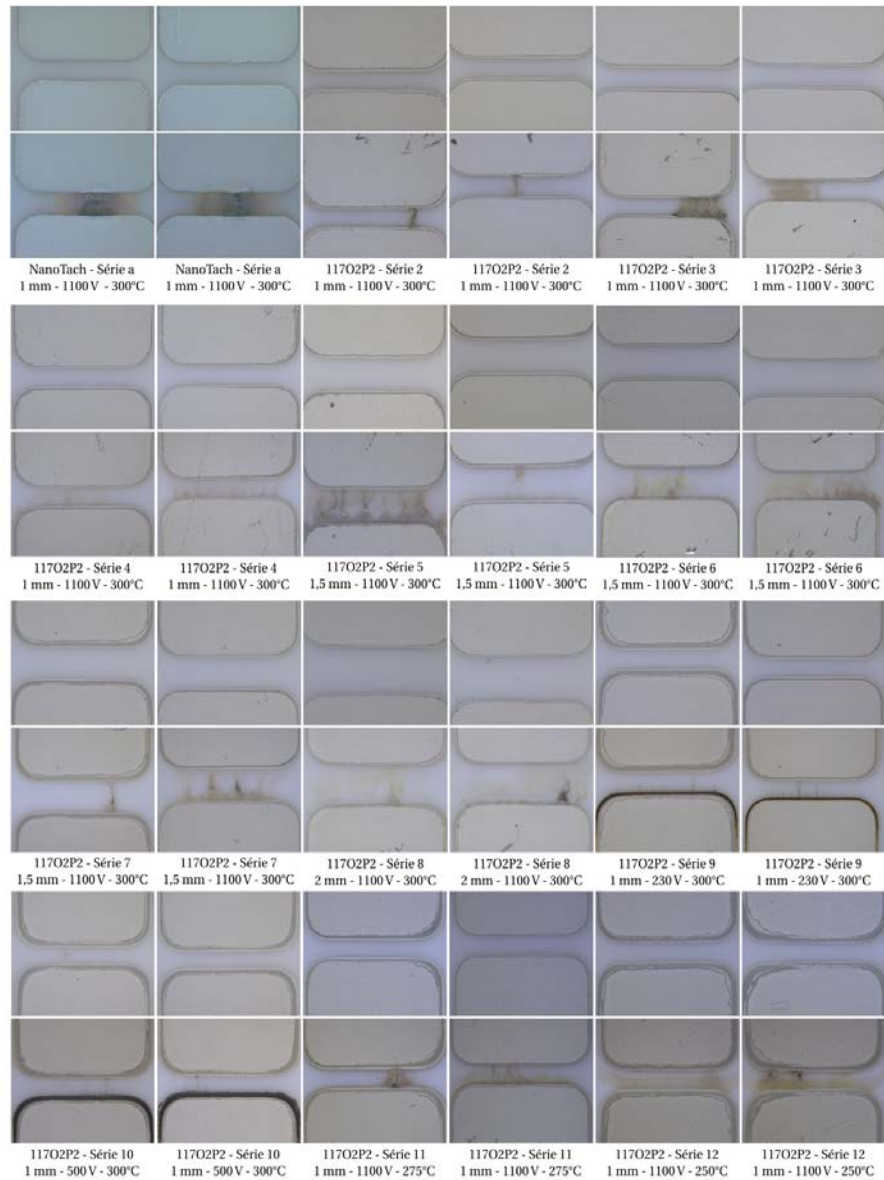 NanoTach - Série a
1 mm - 1100 V - 300°C
NanoTach - Série a
1 mm - 1100 V - 300°C
117O2P2 - Série 2
1 mm - 1100 V - 300°C
117O2P2 - Série 2
1 mm - 1100 V - 300°C
117O2P2 - Série 3
1 mm - 1100 V - 300°C
117O2P2 - Série 3
1 mm - 1100 V - 300°C
117O2P2 - Série 4
1 mm - 1100 V - 300°C
117O2P2 - Série 4
1 mm - 1100 V - 300°C
117O2P2 - Série 5
1,5 mm - 1100 V - 300°C
117O2P2 - Série 5
1,5 mm - 1100 V - 300°C
117O2P2 - Série 6
1,5 mm - 1100 V - 300°C
117O2P2 - Série 6
1,5 mm - 1100 V - 300°C
117O2P2 - Série 7
1,5 mm - 1100 V - 300°C
117O2P2 - Série 7
1,5 mm - 1100 V - 300°C
117O2P2 - Série 8
2 mm - 1100 V - 300°C
117O2P2 - Série 8
2 mm - 1100 V - 300°C
117O2P2 - Série 9
1 mm - 230 V - 300°C
117O2P2 - Série 9
1 mm - 230 V - 300°C
117O2P2 - Série 10
1 mm - 500 V - 300°C
117O2P2 - Série 10
1 mm - 500 V - 300°C
117O2P2 - Série 11
1 mm - 1100 V - 275°C
117O2P2 - Série 11
1 mm - 1100 V - 275°C
117O2P2 - Série 12
1 mm - 1100 V - 250°C
117O2P2 - Série 12
1 mm - 1100 V - 250°C